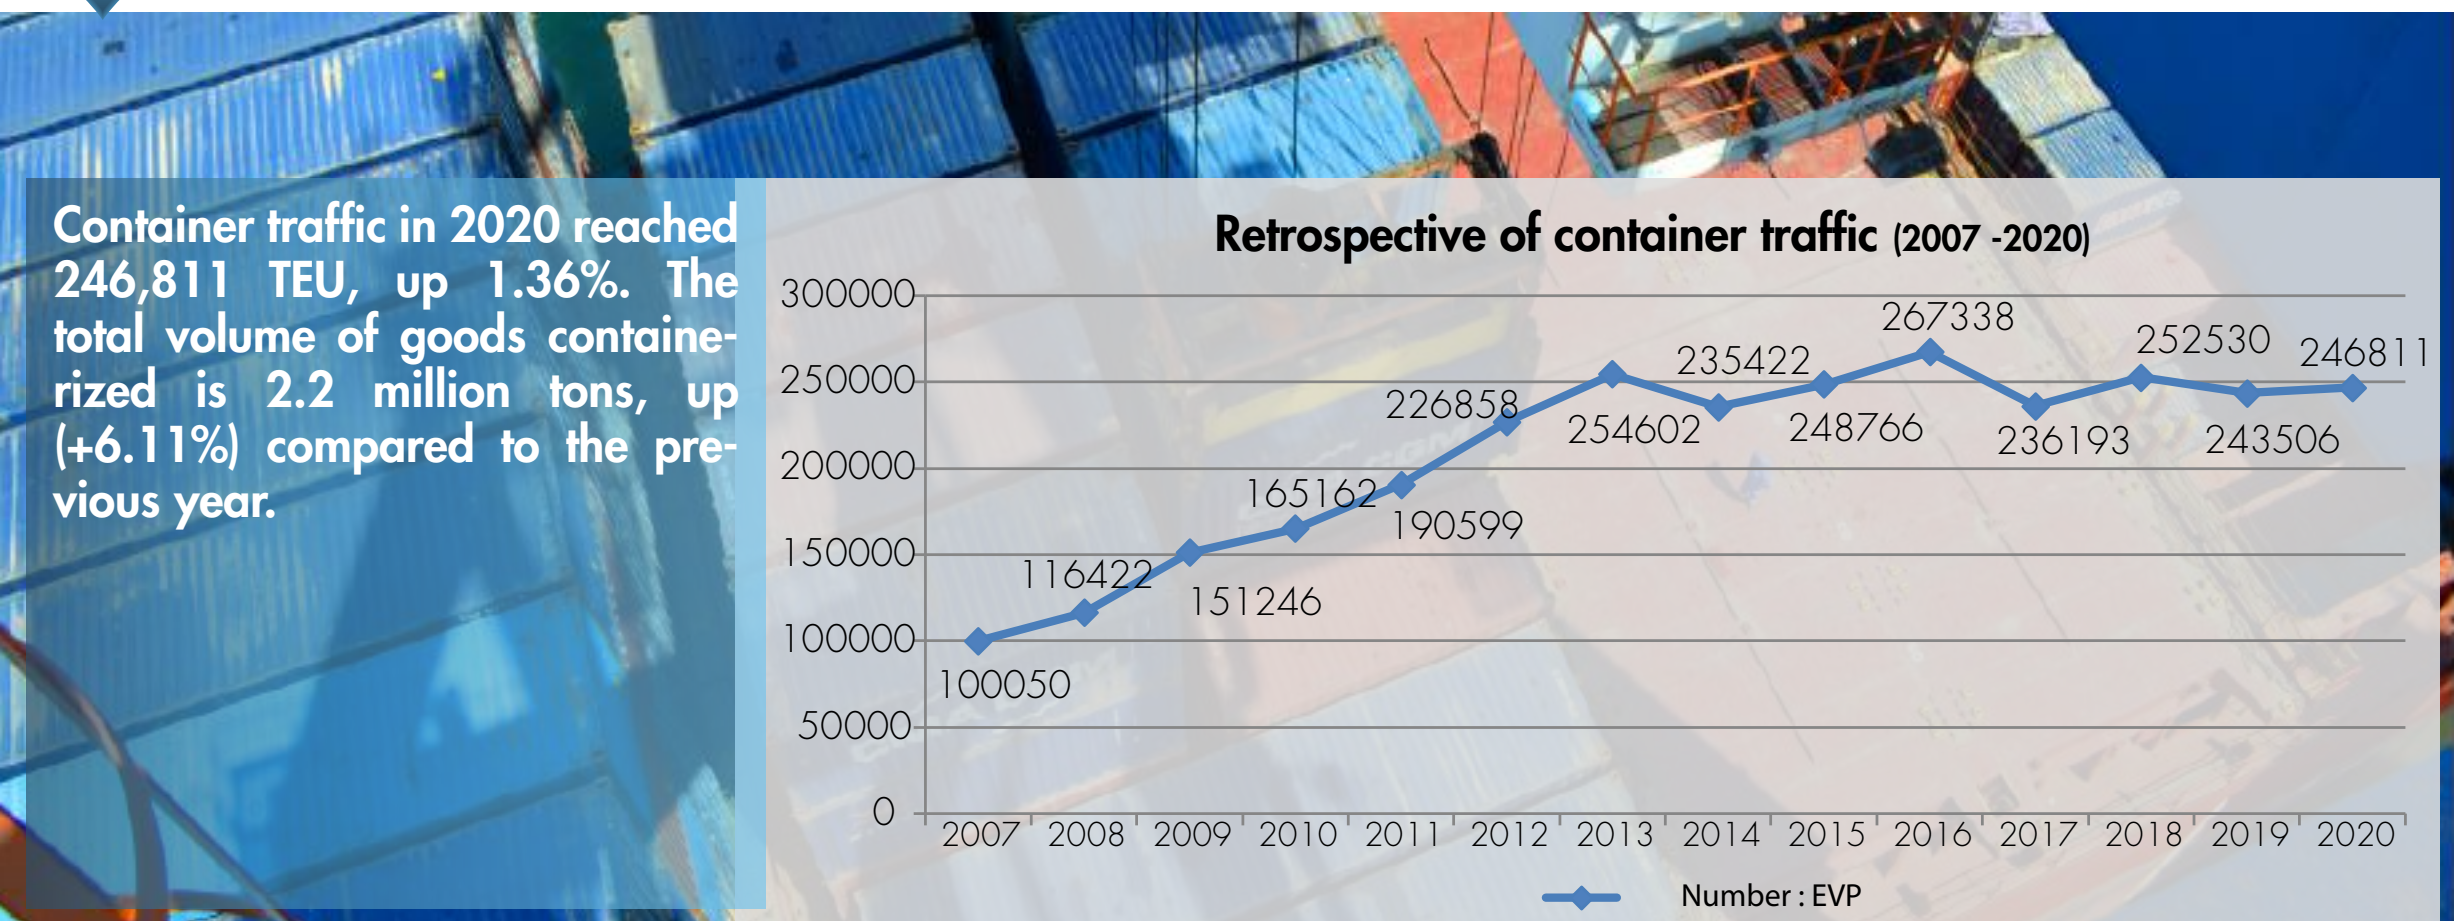 Container traffic in 2020 reached
246,811 TEU, up 1.36%. The
total volume of goods containe-
rized is 2.2 million tons, up
(+6.11%) compared to the pre-
vious year.
Retrospective of container traffic (2007 -2020)
300000
250000
200000
150000
100000
50000
0
100050
116422
151246
165162
190599
226858
254602
235422
248766
267338
236193
252530
243506
246811
2007 2008 2009 2010 2011 2012 2013 2014 2015 2016 2017 2018 2019 2020
Number : EVP